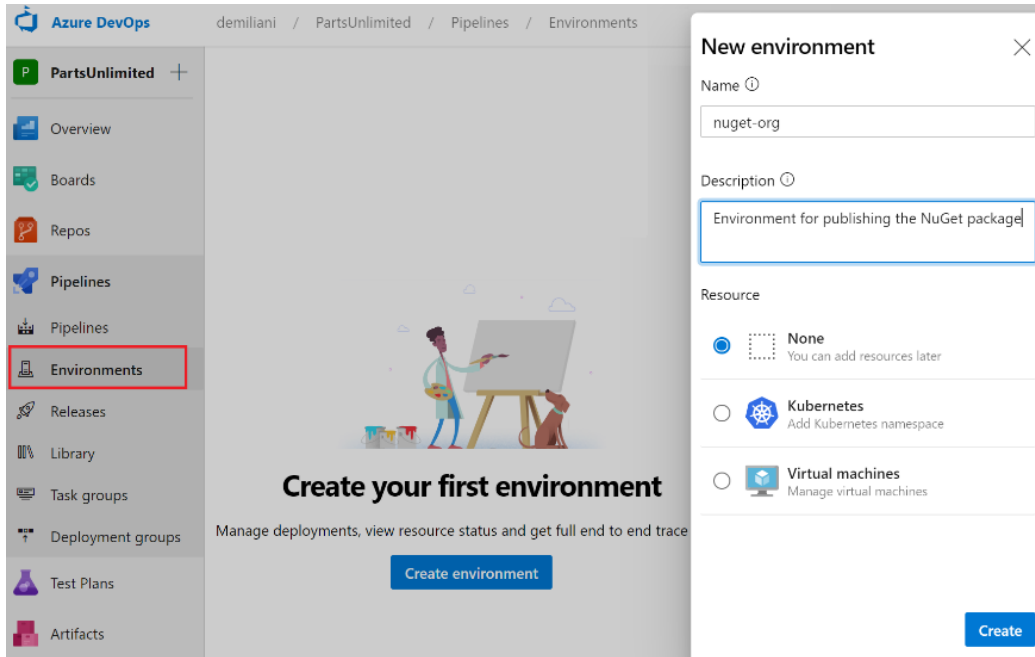 Azure DevOps
demiliani / PartsUnlimited / Pipelines / Environments
P PartsUnlimited
Overview
Boards
Repos
Pipelines
Pipelines
Environments
Releases
Library
Task groups
Deployment groups
Test Plans
Artifacts
Create your first environment
Manage deployments, view resource status and get full end to end trace
Create environment
New environment
Name
nuget-org
Description
Environment for publishing the NuGet package
Resource
None
You can add resources later
Kubernetes
Add Kubernetes namespace
Virtual machines
Manage virtual machines
Create